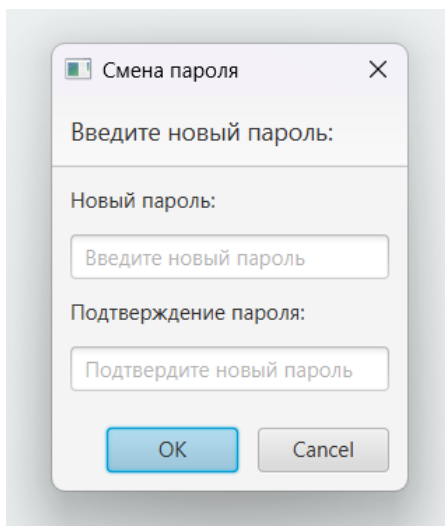 Смена пароля
Введите новый пароль:
Новый пароль:
Введите новый пароль
Подтверждение пароля:
Подтвердите новый пароль
OK Cancel